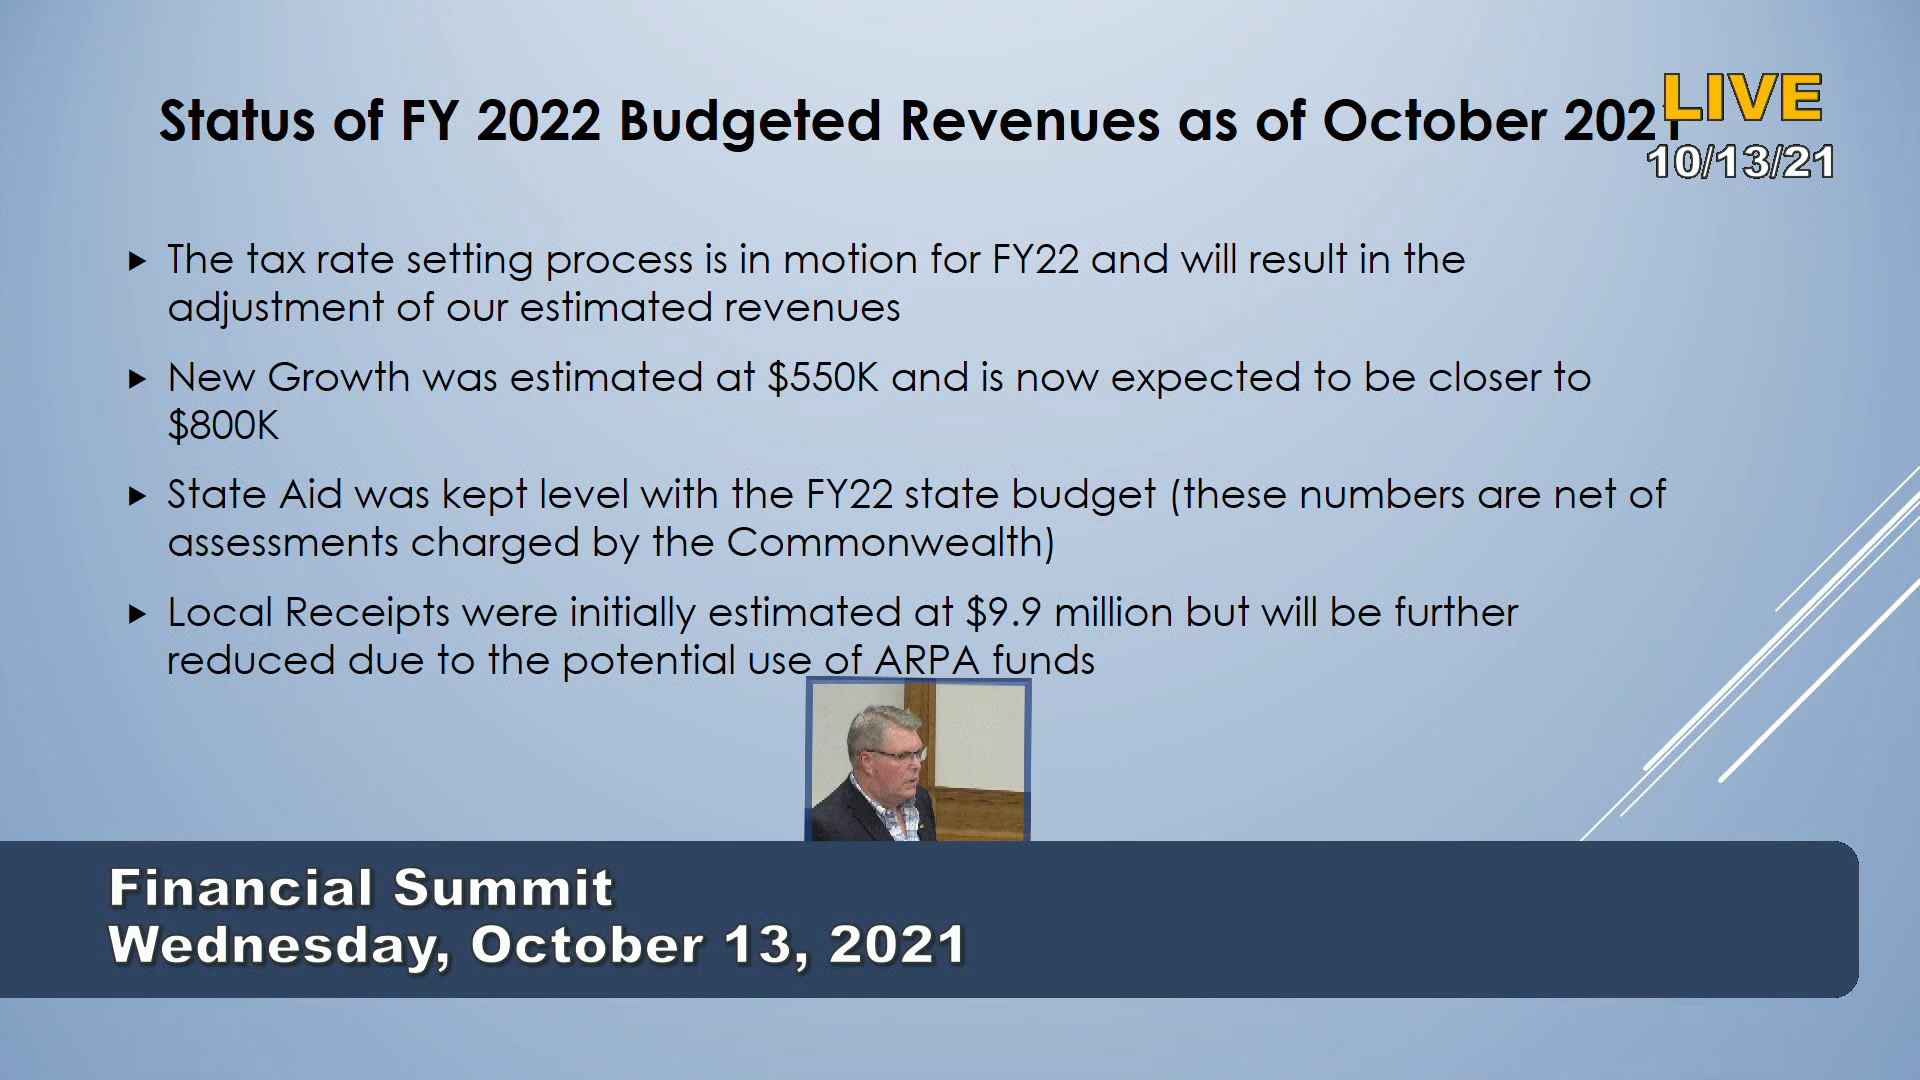 Status of FY 2022 Budgeted Revenues as of October 2021
LIVE
10/13/21
The tax rate setting process is in motion for FY22 and will result in the
adjustment of our estimated revenues
New Growth was estimated at $550K and is now expected to be closer to
$800K
State Aid was kept level with the FY22 state budget (these numbers are net of
assessments charged by the Commonwealth)
Local Receipts were initially estimated at $9.9 million but will be further
reduced due to the potential use of ARPA funds
Financial Summit
Wednesday, October 13, 2021